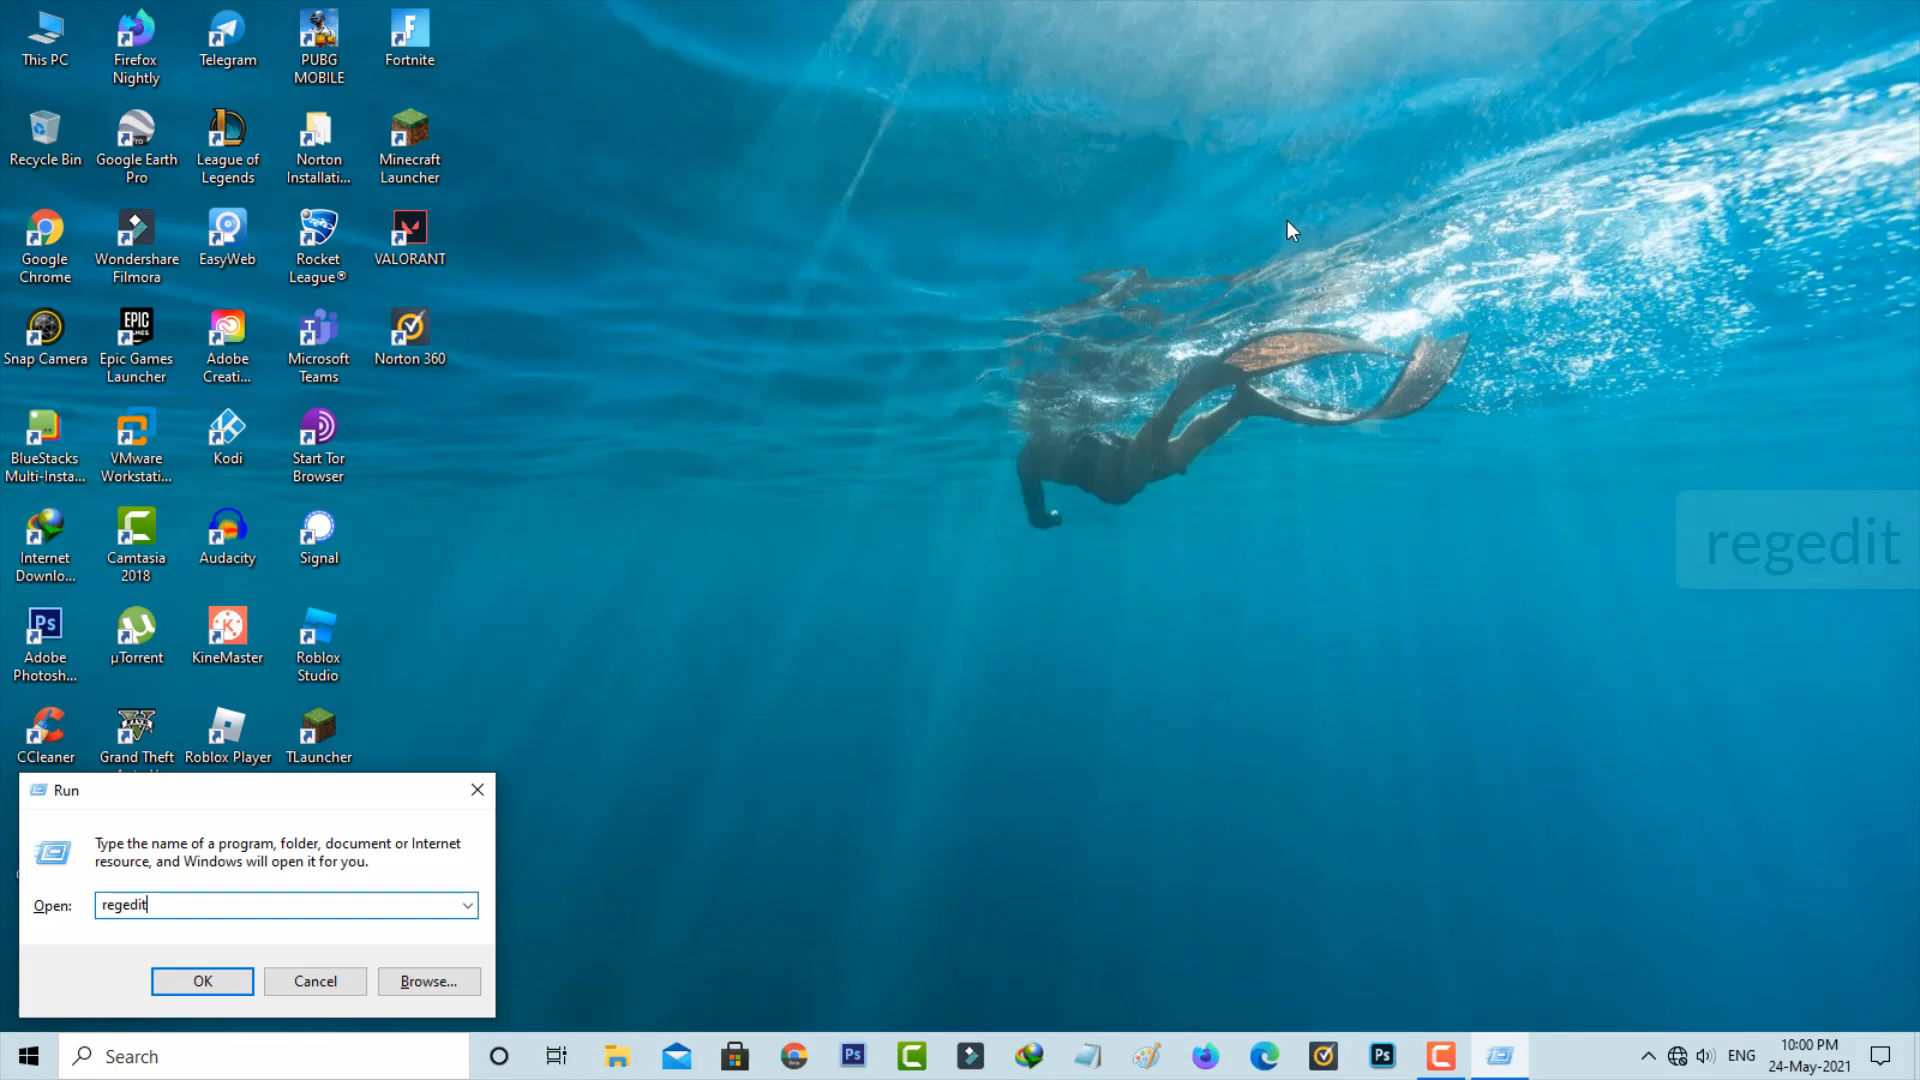 This PC
Firefox
Nightly
Telegram
PUBG
MOBILE
Fortnite
Recycle Bin
Google Earth
Pro
League of
Legends
Norton
Installati...
Minecraft
Launcher
Google
Chrome
Wondershare
Filmora
EasyWeb
Rocket
League®
VALORANT
Snap Camera
EPIC
GAMES
Epic Games
Launcher
Adobe
Creati...
Microsoft
Teams
Norton 360
BlueStacks
Multi-Insta...
VMware
Workstati...
Kodi
Start Tor
Browser
Internet
Downlo...
Camtasia
2018
Audacity
Signal
regedit
Ps
Adobe
Photosh...
µTorrent
KineMaster
Roblox
Studio
CCleaner
Grand Theft
Roblox Player
TLauncher
Run
Type the name of a program, folder, document or Internet
resource, and Windows will open it for you.
Open:
regedit
OK
Cancel
Browse...
Search
Ps
Ps
ENG
10:00 PM
24-May-2021